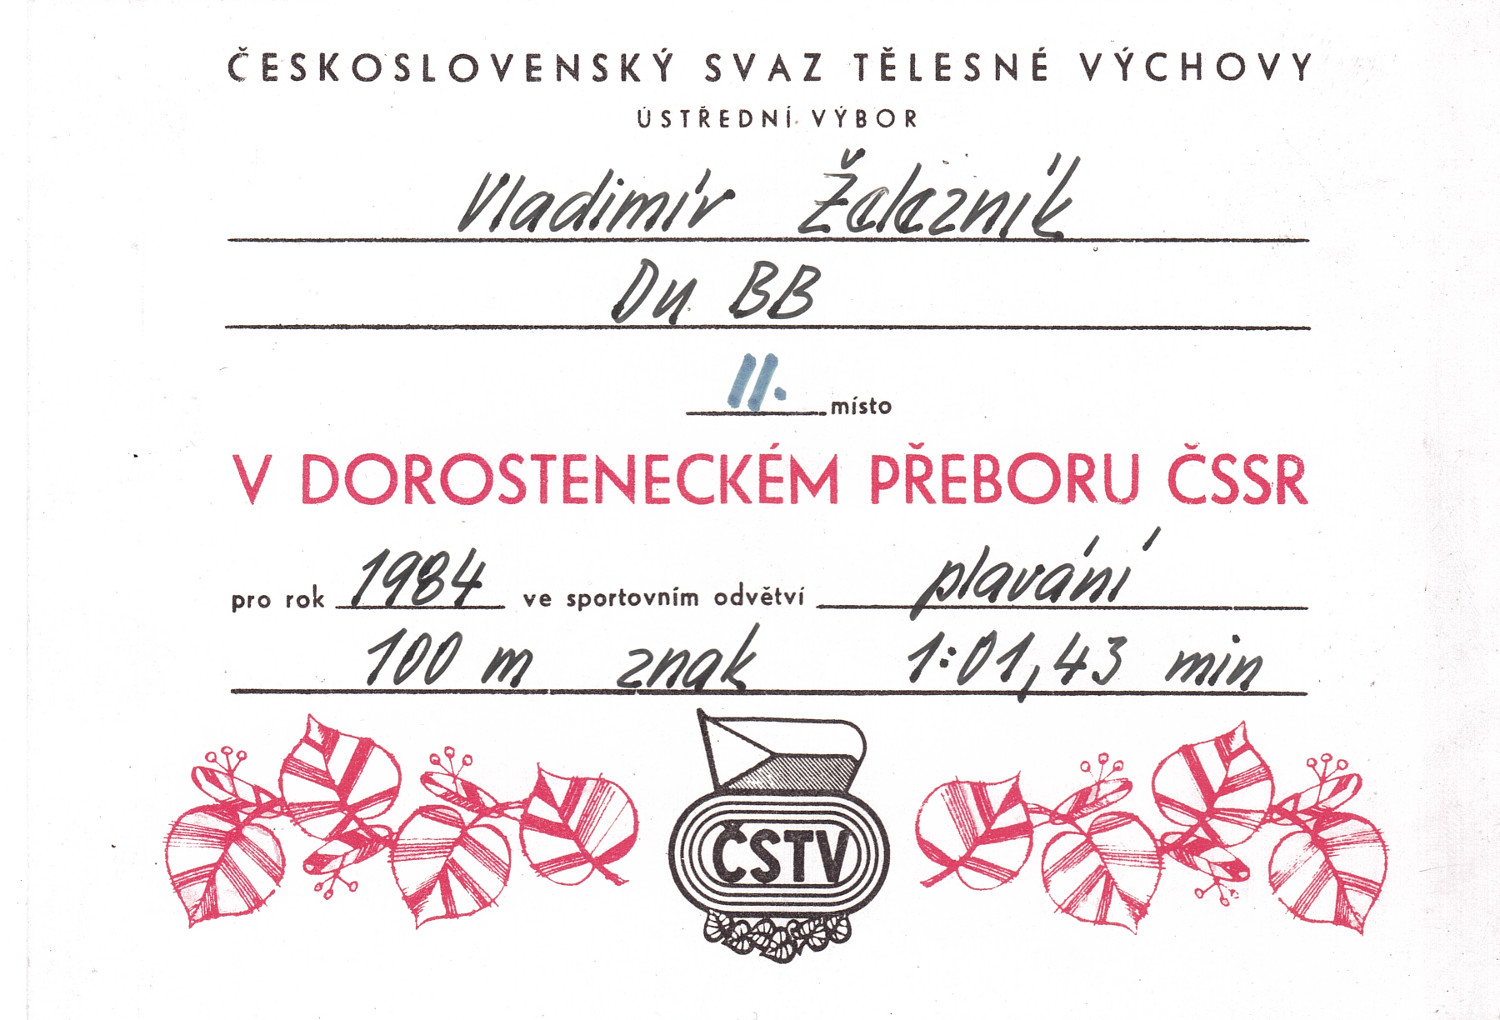 ČESKOSLOVENSKÝ SVAZ TĚLESNÉ VÝCHOVY
ÚSTŘEDNÍ VÝBOR
Vladimír Železník
Du BB
II. místo
V DOROSTENECKÉM PŘEBORU ČSSR
pro rok 1984 ve sportovním odvětví plavání
100 m znak 1:01,43 min
ČSTV